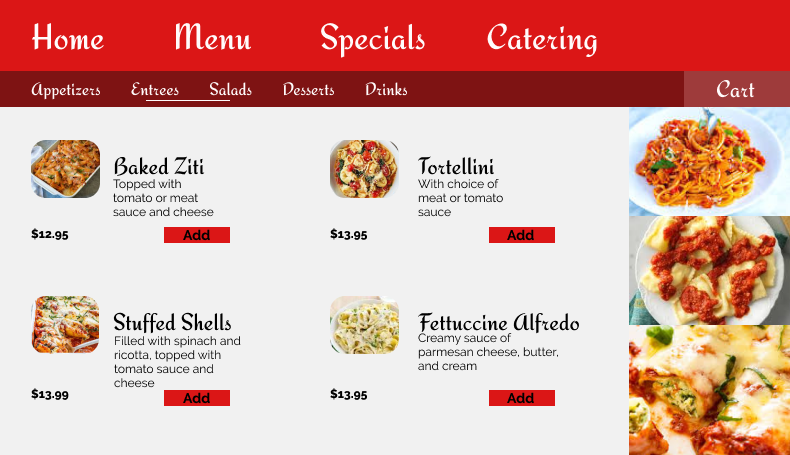 Home Menu Specials Catering
Appetizers Entrees Salads Desserts Drinks Cart
Baked Ziti
Topped with
tomato or meat
sauce and cheese
$12.95 Add
Tortellini
With choice of
meat or tomato
sauce
$13.95 Add
Stuffed Shells
Filled with spinach and
ricotta, topped with
tomato sauce and
cheese
$13.99 Add
Fettuccine Alfredo
Creamy sauce of
parmesan cheese, butter,
and cream
$13.95 Add